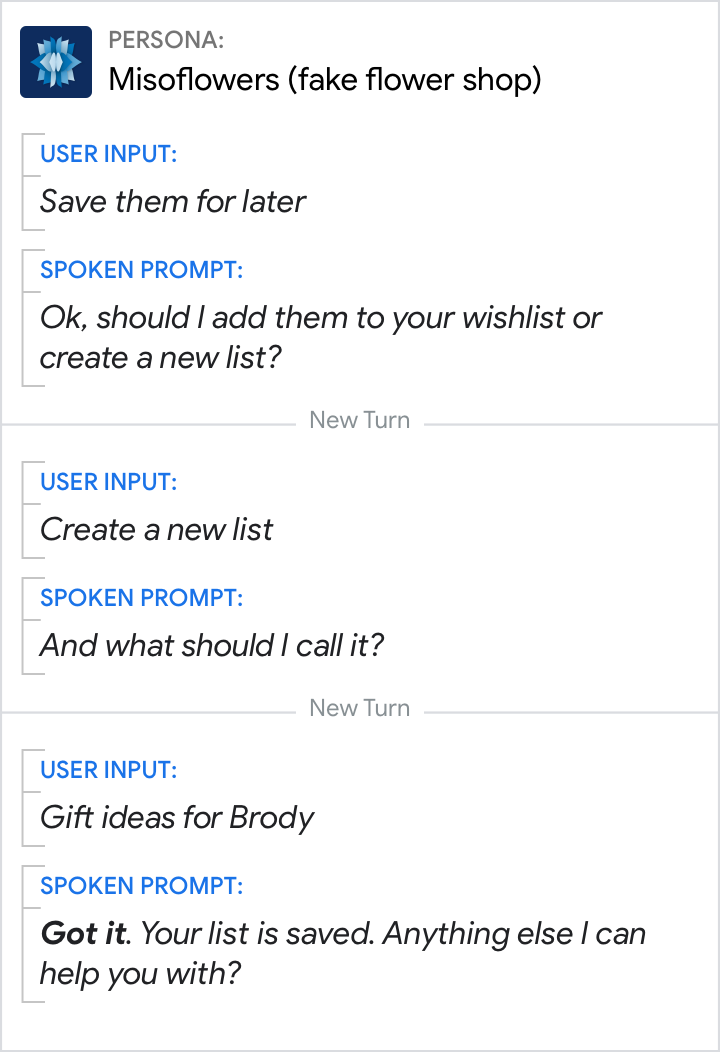 PERSONA:
Misoflowers (fake flower shop)
USER INPUT:
Save them for later
SPOKEN PROMPT:
Ok, should I add them to your wishlist or
create a new list?
New Turn
USER INPUT:
Create a new list
SPOKEN PROMPT:
And what should I call it?
New Turn
USER INPUT:
Gift ideas for Brody
SPOKEN PROMPT:
Got it. Your list is saved. Anything else I can
help you with?